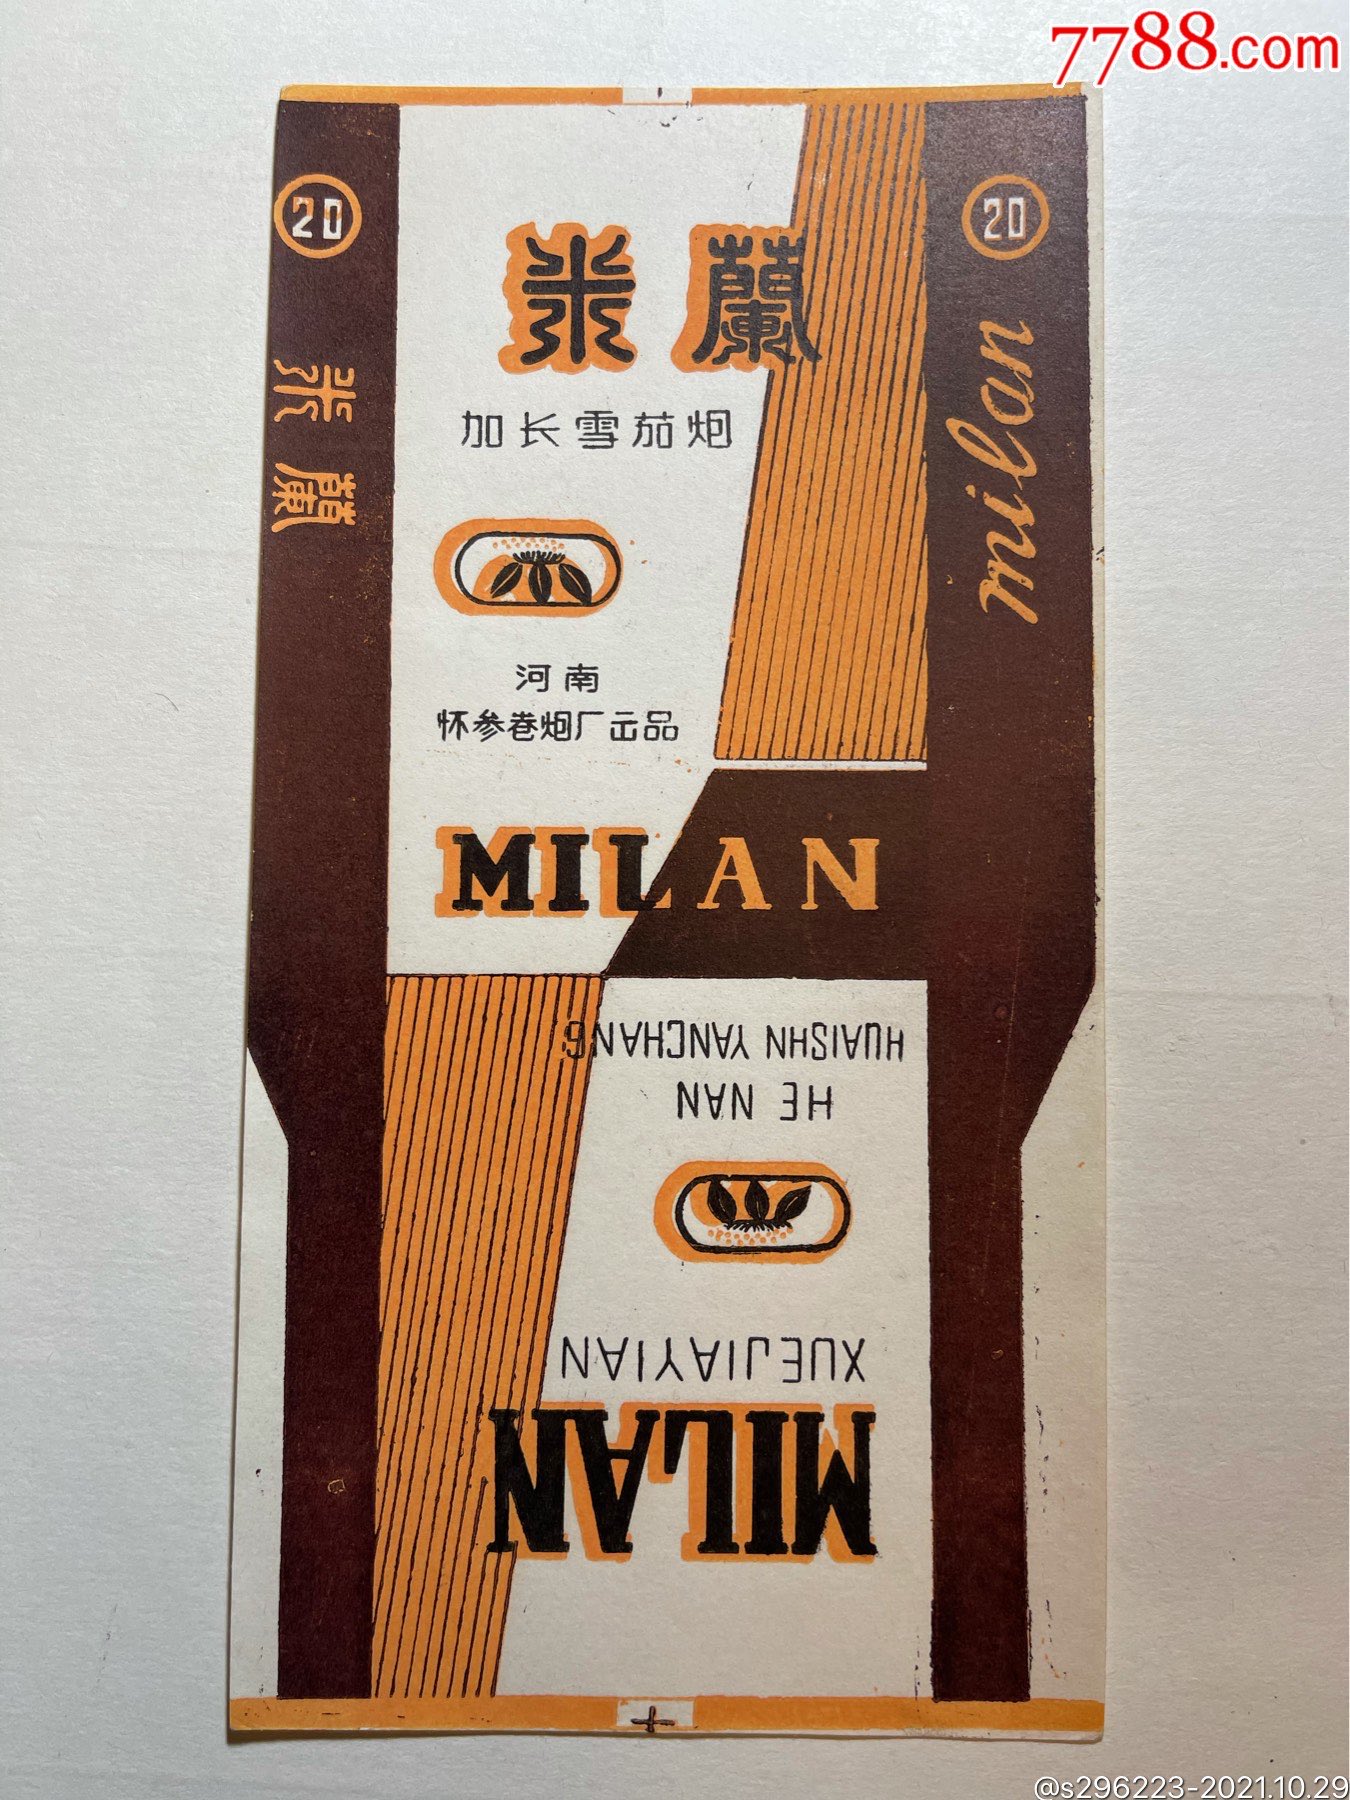 7788.com
20
米蘭
20
米蘭
milan
加长雪茄烟
河南
怀参卷烟厂出品
MILAN
HUAISHN YANCHANG
HE NAN
XUEJIAYIAN
MILAN
@s296223-2021.10.29